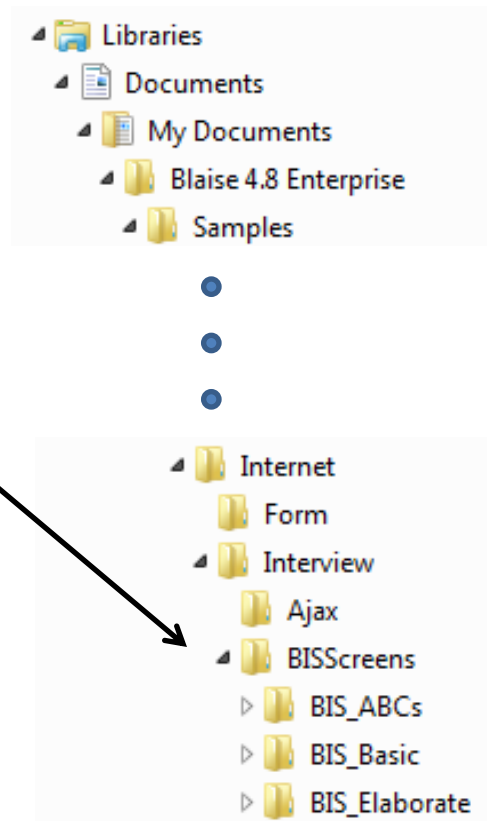 Libraries
Documents
My Documents
Blaise 4.8 Enterprise
Samples
Internet
Form
Interview
Ajax
BISScreens
BIS_ABCs
BIS_Basic
BIS_Elaborate